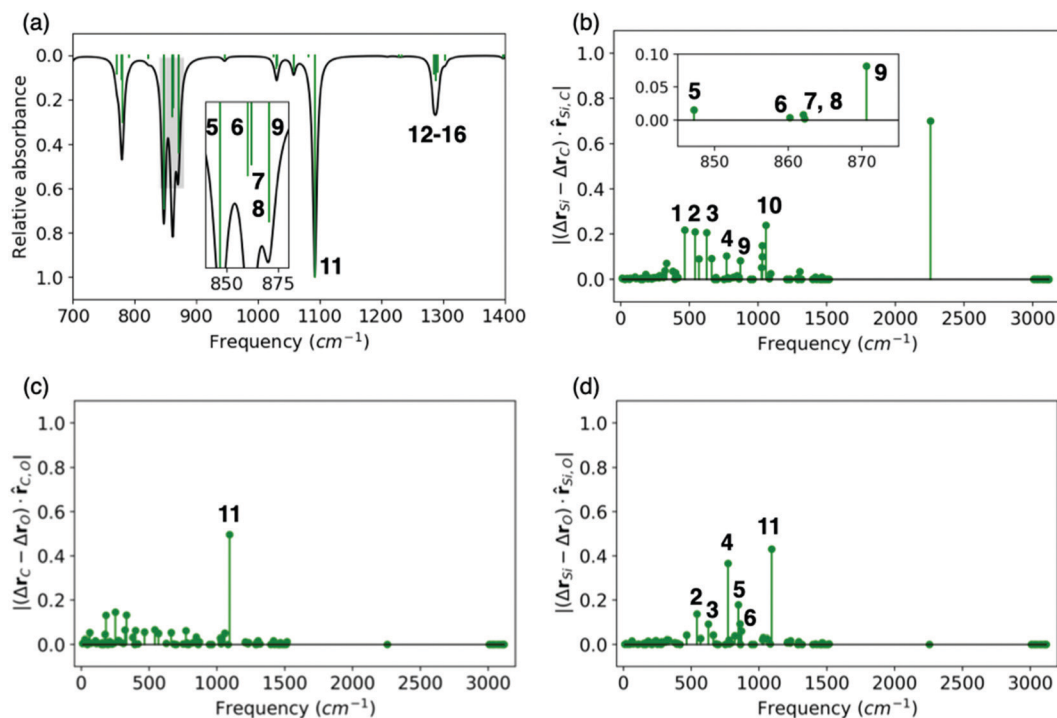 (a)
0.0
0.2
0.4
0.6
0.8
1.0
Relative absorbance
5 6 9
7
8
850 875
11
12-16
700 800 900 1000 1100 1200 1300 1400
Frequency (cm⁻¹)
(b)
1.0
0.8
0.6
0.4
0.2
0.0
|(Δr_Si − Δr_C) · r̂_Si,C|
0.10
0.05
0.00
5
6
7, 8
9
850 860 870
1 2 3
4
9
10
0 500 1000 1500 2000 2500 3000
Frequency (cm⁻¹)
(c)
1.0
0.8
0.6
0.4
0.2
0.0
|(Δr_C − Δr_O) · r̂_C,O|
11
0 500 1000 1500 2000 2500 3000
Frequency (cm⁻¹)
(d)
1.0
0.8
0.6
0.4
0.2
0.0
|(Δr_Si − Δr_O) · r̂_Si,O|
2
3
4
5
6
11
0 500 1000 1500 2000 2500 3000
Frequency (cm⁻¹)